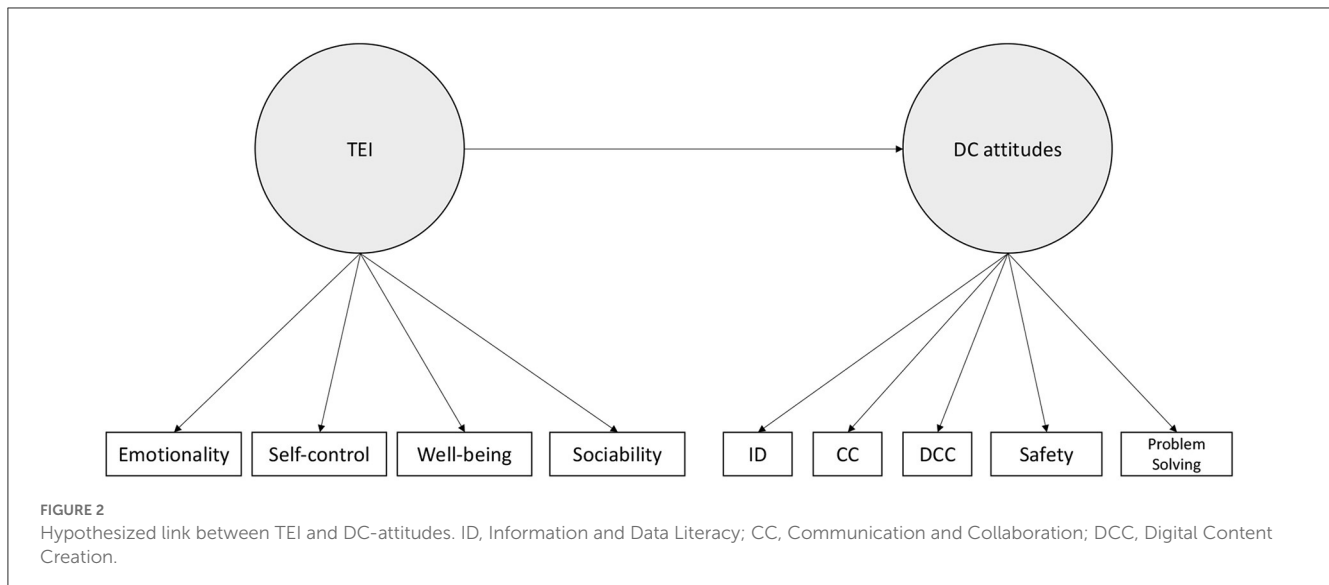 TEI
DC attitudes
Emotionality
Self-control
Well-being
Sociability
ID
CC
DCC
Safety
Problem
Solving
FIGURE 2
Hypothesized link between TEI and DC-attitudes. ID, Information and Data Literacy; CC, Communication and Collaboration; DCC, Digital Content
Creation.